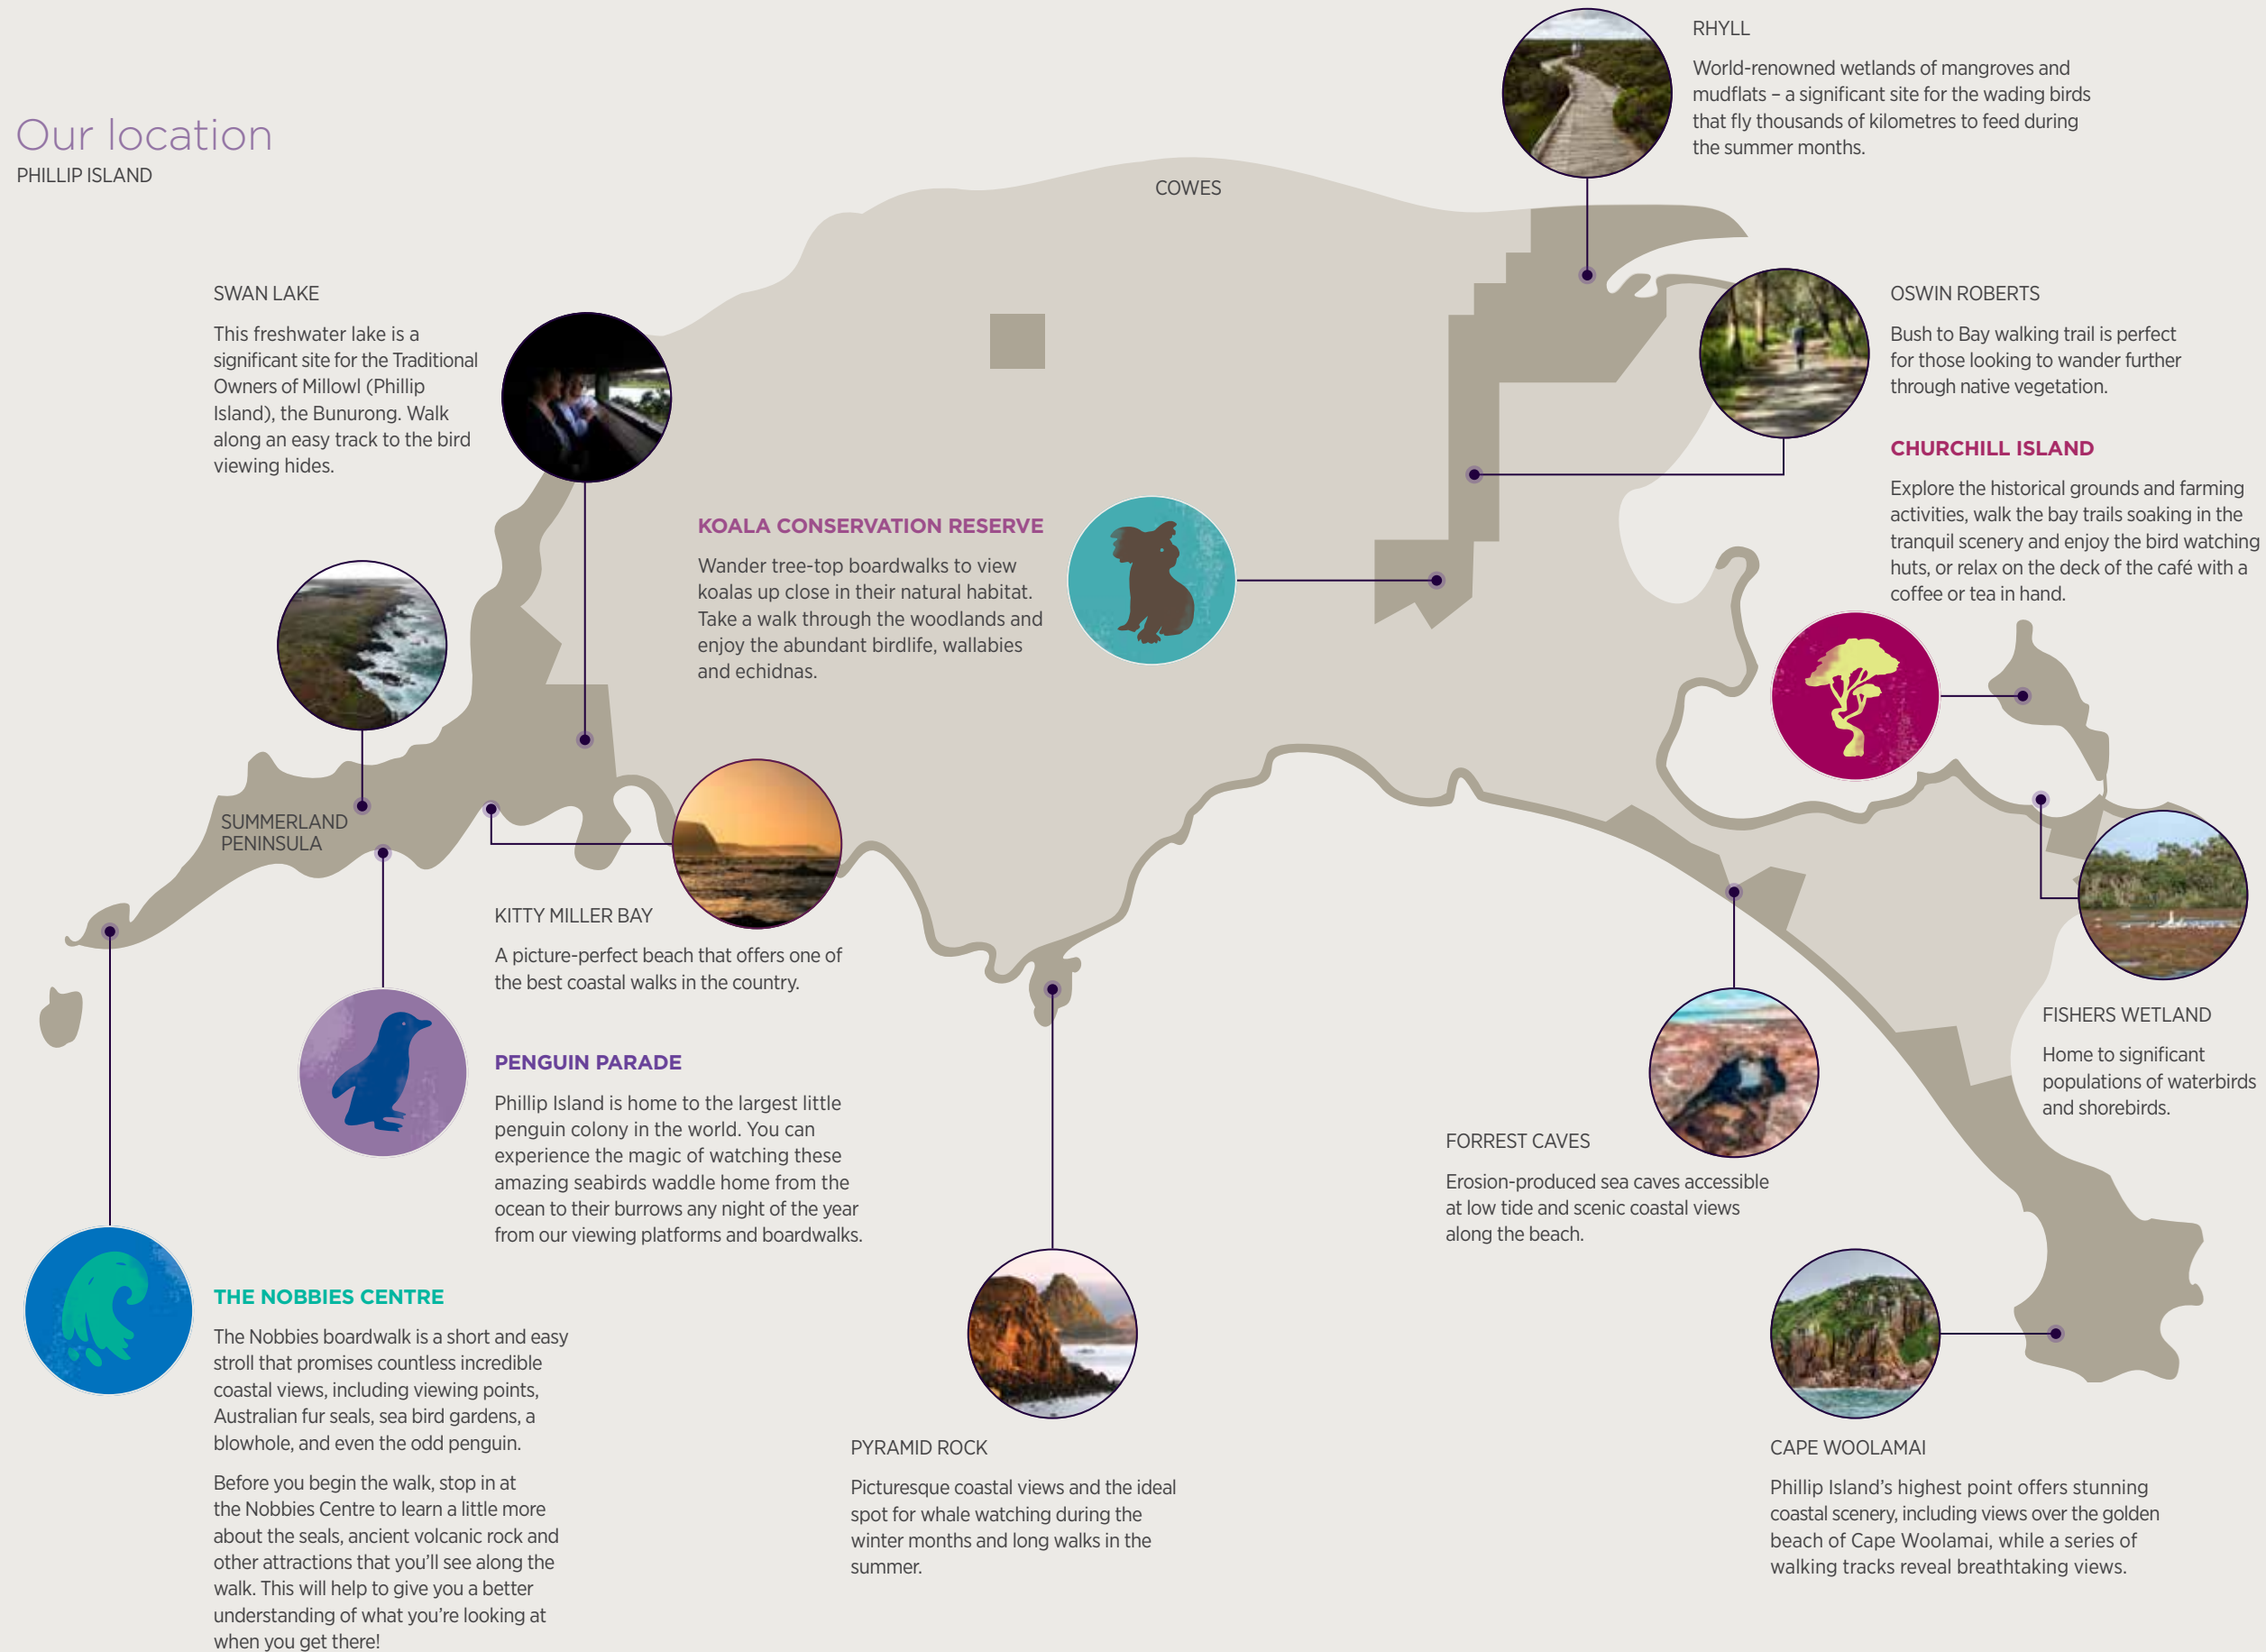 Our location
PHILLIP ISLAND
RHYLL
World-renowned wetlands of mangroves and
mudflats – a significant site for the wading birds
that fly thousands of kilometres to feed during
the summer months.
COWES
SWAN LAKE
This freshwater lake is a
significant site for the Traditional
Owners of Millowl (Phillip
Island), the Bunurong. Walk
along an easy track to the bird
viewing hides.
OSWIN ROBERTS
Bush to Bay walking trail is perfect
for those looking to wander further
through native vegetation.
CHURCHILL ISLAND
Explore the historical grounds and farming
activities, walk the bay trails soaking in the
tranquil scenery and enjoy the bird watching
huts, or relax on the deck of the café with a
coffee or tea in hand.
KOALA CONSERVATION RESERVE
Wander tree-top boardwalks to view
koalas up close in their natural habitat.
Take a walk through the woodlands and
enjoy the abundant birdlife, wallabies
and echidnas.
SUMMERLAND
PENINSULA
KITTY MILLER BAY
A picture-perfect beach that offers one of
the best coastal walks in the country.
PENGUIN PARADE
Phillip Island is home to the largest little
penguin colony in the world. You can
experience the magic of watching these
amazing seabirds waddle home from the
ocean to their burrows any night of the year
from our viewing platforms and boardwalks.
FISHERS WETLAND
Home to significant
populations of waterbirds
and shorebirds.
FORREST CAVES
Erosion-produced sea caves accessible
at low tide and scenic coastal views
along the beach.
THE NOBBIES CENTRE
The Nobbies boardwalk is a short and easy
stroll that promises countless incredible
coastal views, including viewing points,
Australian fur seals, sea bird gardens, a
blowhole, and even the odd penguin.
Before you begin the walk, stop in at
the Nobbies Centre to learn a little more
about the seals, ancient volcanic rock and
other attractions that you'll see along the
walk. This will help to give you a better
understanding of what you're looking at
when you get there!
PYRAMID ROCK
Picturesque coastal views and the ideal
spot for whale watching during the
winter months and long walks in the
summer.
CAPE WOOLAMAI
Phillip Island's highest point offers stunning
coastal scenery, including views over the golden
beach of Cape Woolamai, while a series of
walking tracks reveal breathtaking views.